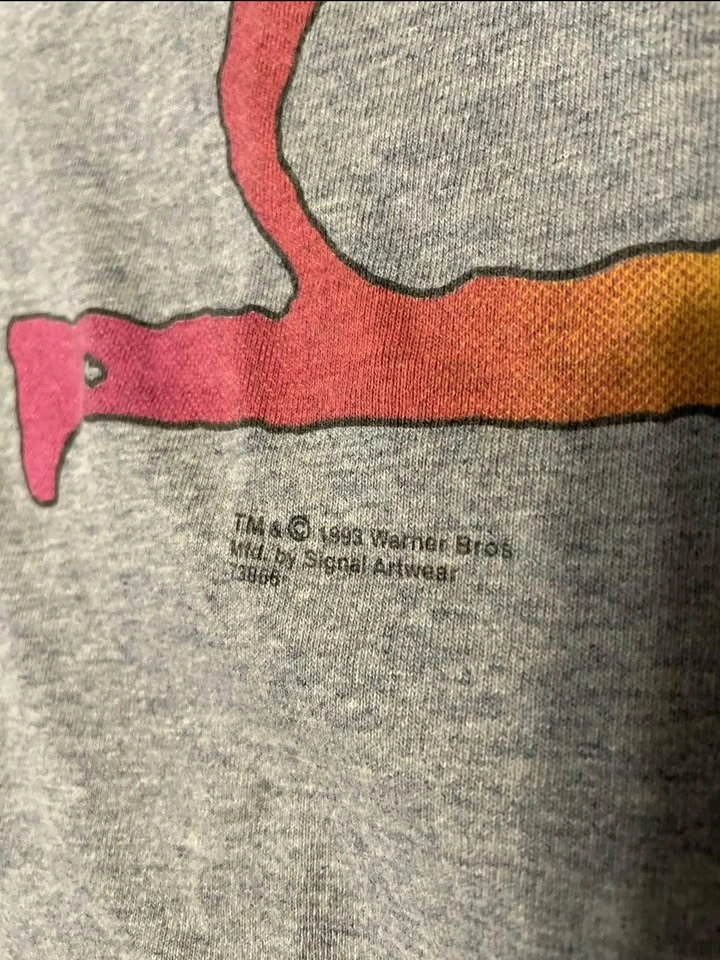 TM & © 1993 Warner Bros
Mfd. by Signal Artwear